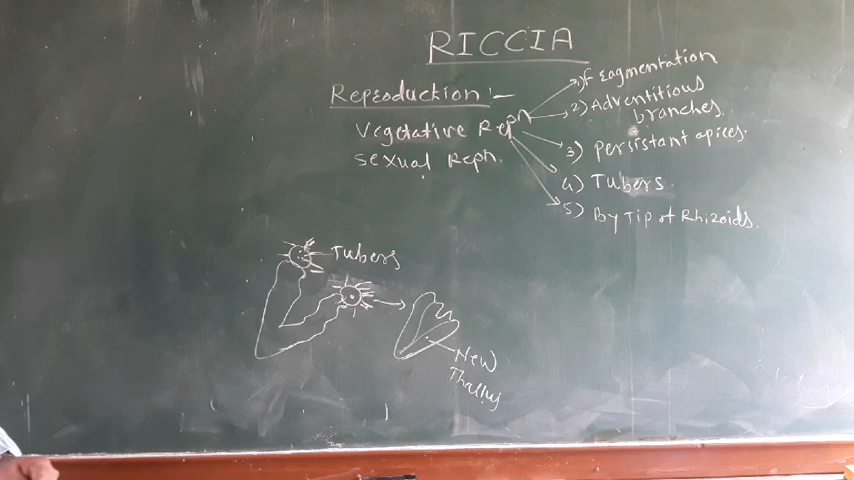 RICCIA
Reproduction :-
Vegetative Repn
Sexual Repn.
1) Fragmentation
2) Adventitious
branches.
3) Persistant apices.
4) Tubers.
5) By Tip of Rhizoids.
Tubers
New
Thallus